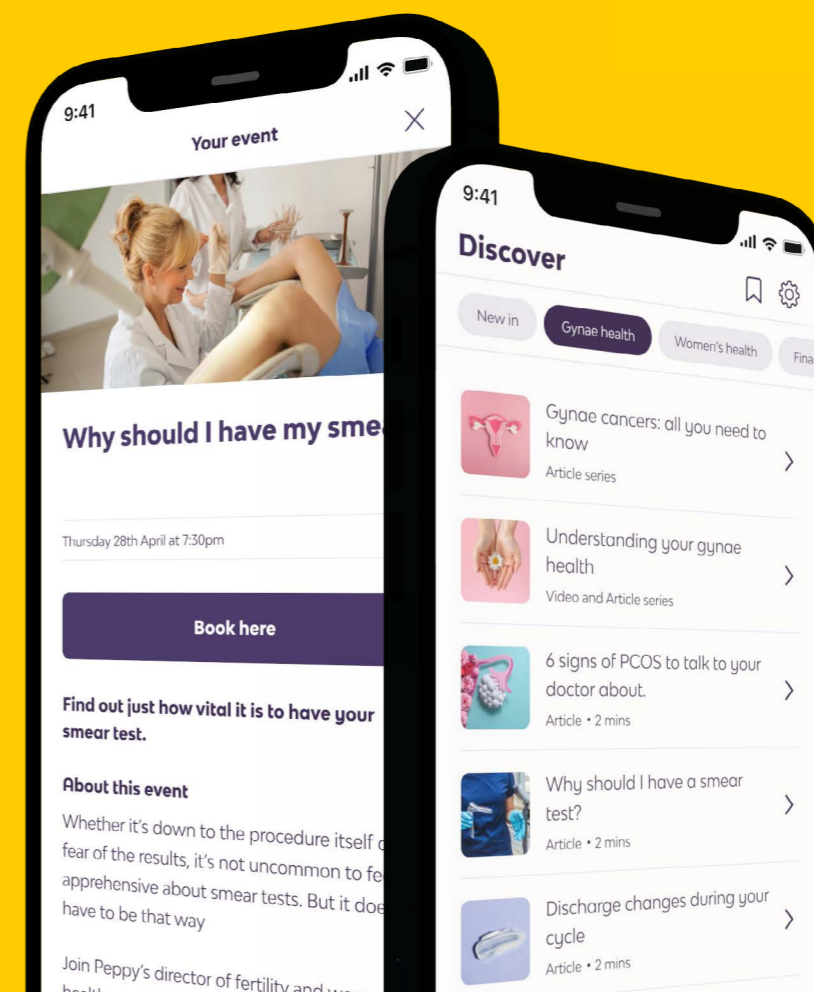 9:41
Your event
Why should I have my
Thursday 28th April at 7:30pm
Book here
Find out just how vital it is to have your
smear test.
About this event
Whether it's down to the procedure itself
fear of the results, it's not uncommon to
apprehensive about smear tests. But it
have to be that way
Join Peppy's director of fertility and
9:41
Discover
New in
Gynae health
Women's health
Gynae cancers: all you need to
know
Article series
Understanding your gynae
health
Video and Article series
6 signs of PCOS to talk to your
doctor about.
Article • 2 mins
Why should I have a smear
test?
Article • 2 mins
Discharge changes during your
cycle
Article • 2 mins